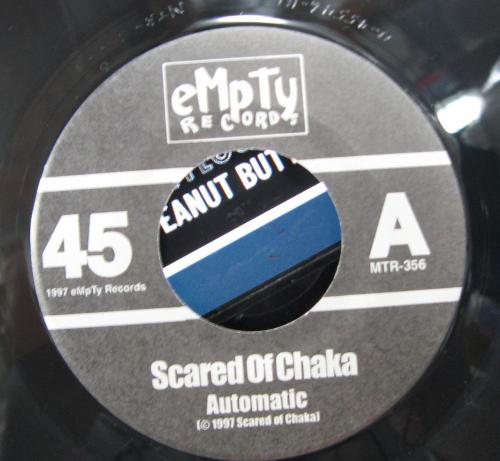 eMpTy
RECORDS
EANUT BUT
45
A
1997 eMpTy Records
MTR-356
Scared Of Chaka
Automatic
(© 1997 Scared of Chaka)